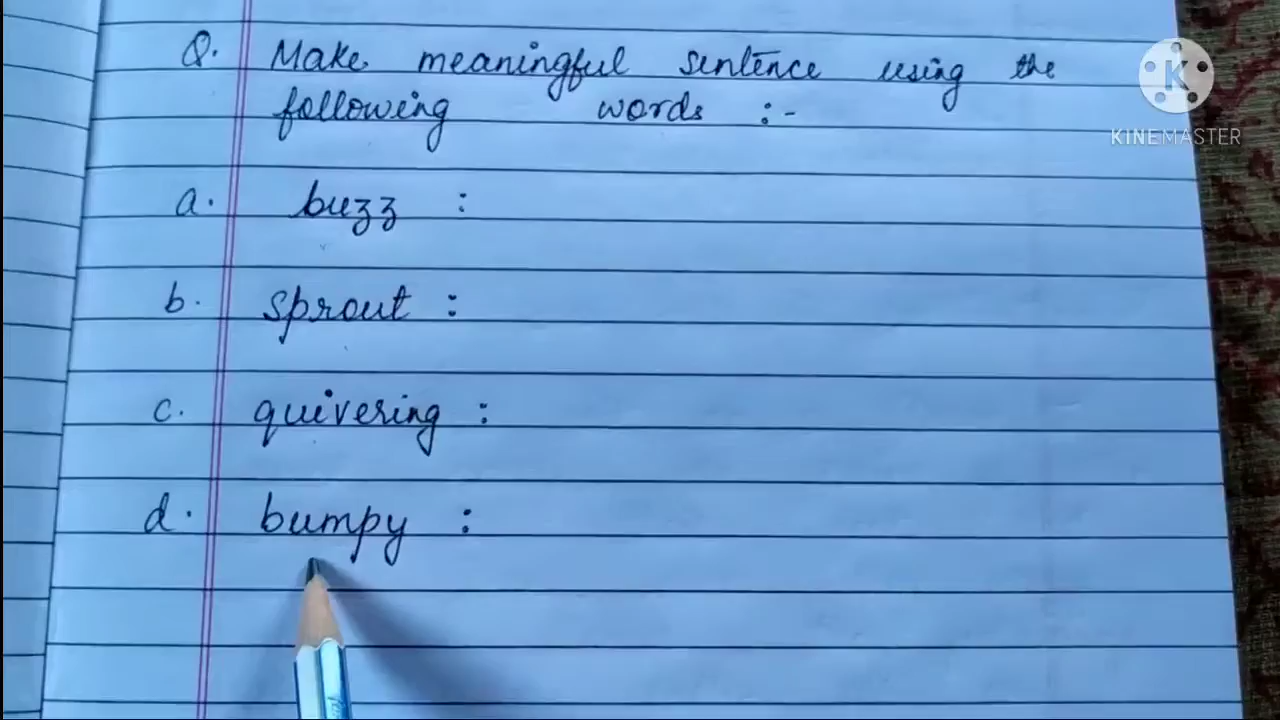 Q. Make meaningful sentence using the
following words :-
a. buzz :
b. sprout :
c. quivering :
d. bumpy :
K
KINEMASTER